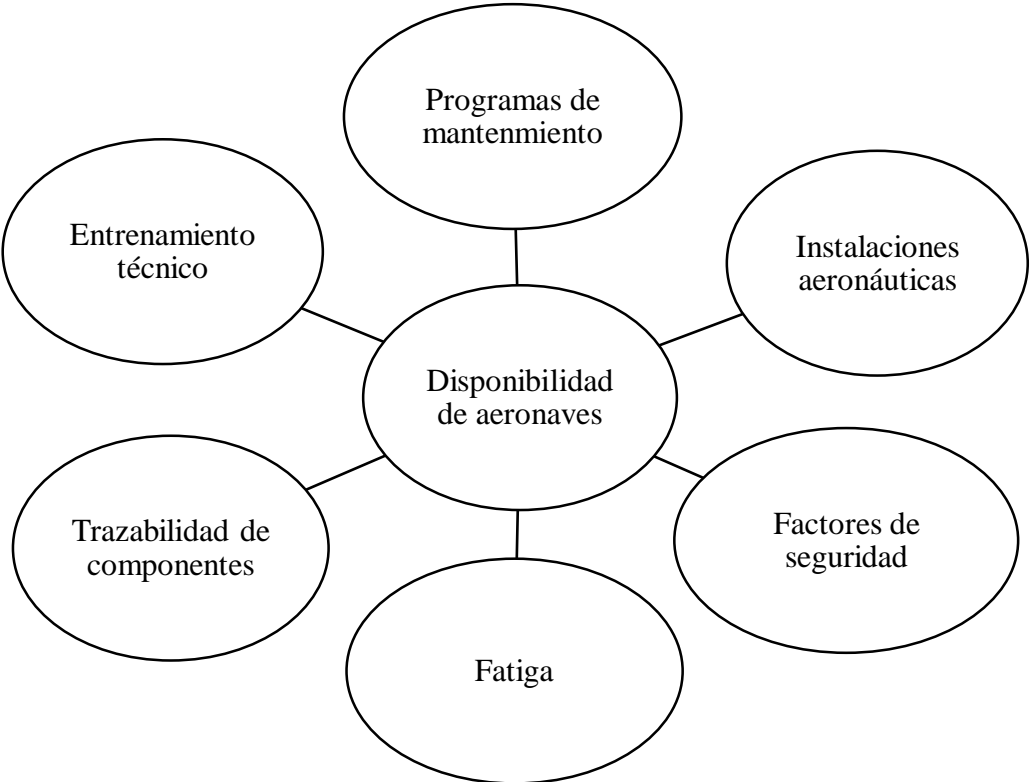 Programas de
mantenmiento
Entrenamiento
técnico
Instalaciones
aeronáuticas
Disponibilidad
de aeronaves
Trazabilidad de
componentes
Factores de
seguridad
Fatiga